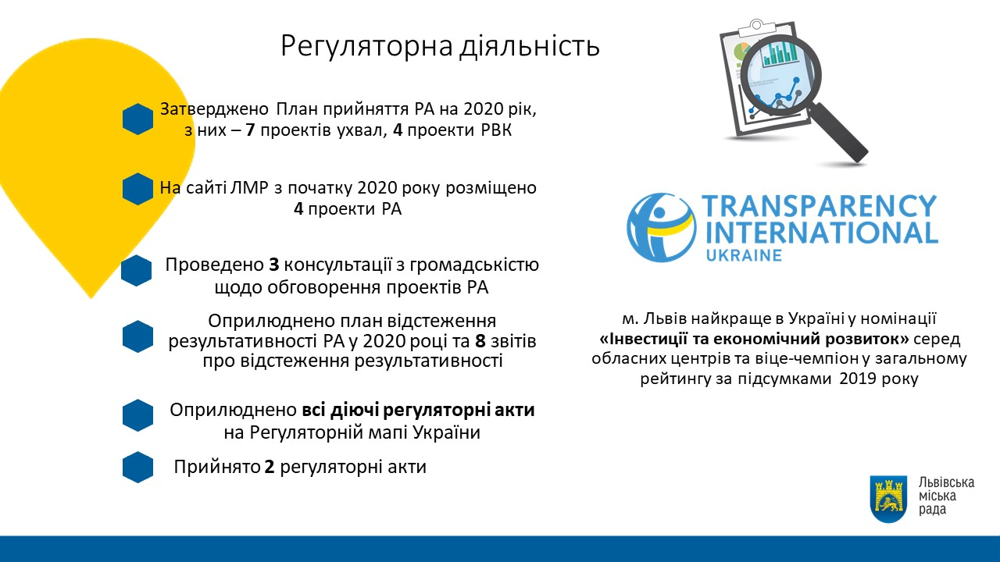 Регуляторна діяльність
Затверджено План прийняття РА на 2020 рік,
з них – 7 проектів ухвал, 4 проекти РВК
На сайті ЛМР з початку 2020 року розміщено
4 проекти РА
Проведено 3 консультації з громадськістю
щодо обговорення проектів РА
Оприлюднено план відстеження
результативності РА у 2020 році та 8 звітів
про відстеження результативності
Оприлюднено всі діючі регуляторні акти
на Регуляторній мапі України
Прийнято 2 регуляторні акти
TRANSPARENCY
INTERNATIONAL
UKRAINE
м. Львів найкраще в Україні у номінації
«Інвестиції та економічний розвиток» серед
обласних центрів та віце-чемпіон у загальному
рейтингу за підсумками 2019 року
Львівська
міська
рада